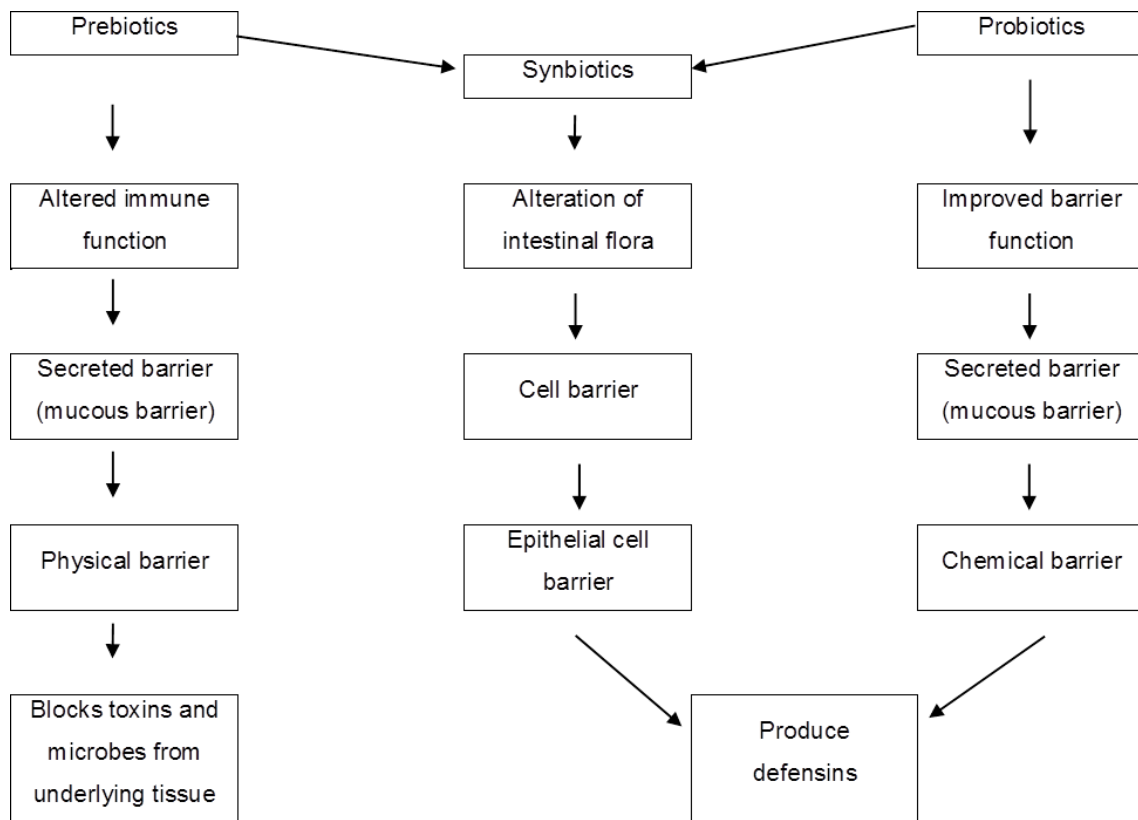 Prebiotics
Probiotics
Synbiotics
Altered immune
function
Alteration of
intestinal flora
Improved barrier
function
Secreted barrier
(mucous barrier)
Cell barrier
Secreted barrier
(mucous barrier)
Physical barrier
Epithelial cell
barrier
Chemical barrier
Blocks toxins and
microbes from
underlying tissue
Produce
defensins